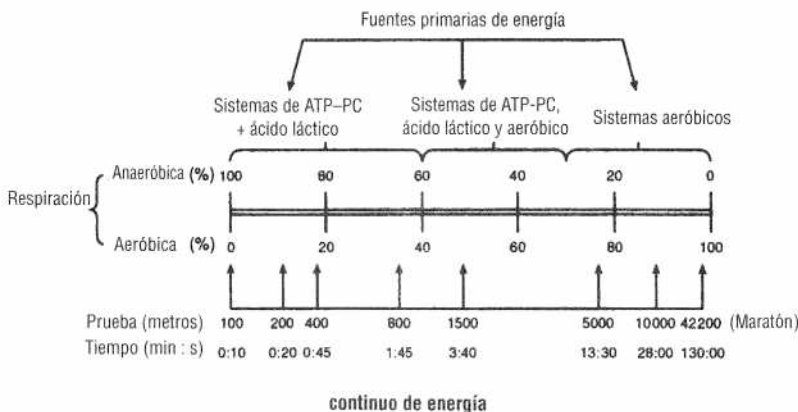 Fuentes primarias de energía
Sistemas de ATP–PC + ácido láctico
Sistemas de ATP-PC, ácido láctico y aeróbico
Sistemas aeróbicos
Respiración
Anaeróbica (%) 100 80 60 40 20 0
Aeróbica (%) 0 20 40 60 80 100
Prueba (metros) 100 200 400 800 1500 5000 10000 42200 (Maratón)
Tiempo (min : s) 0:10 0:20 0:45 1:45 3:40 13:30 28:00 130:00
continuo de energía